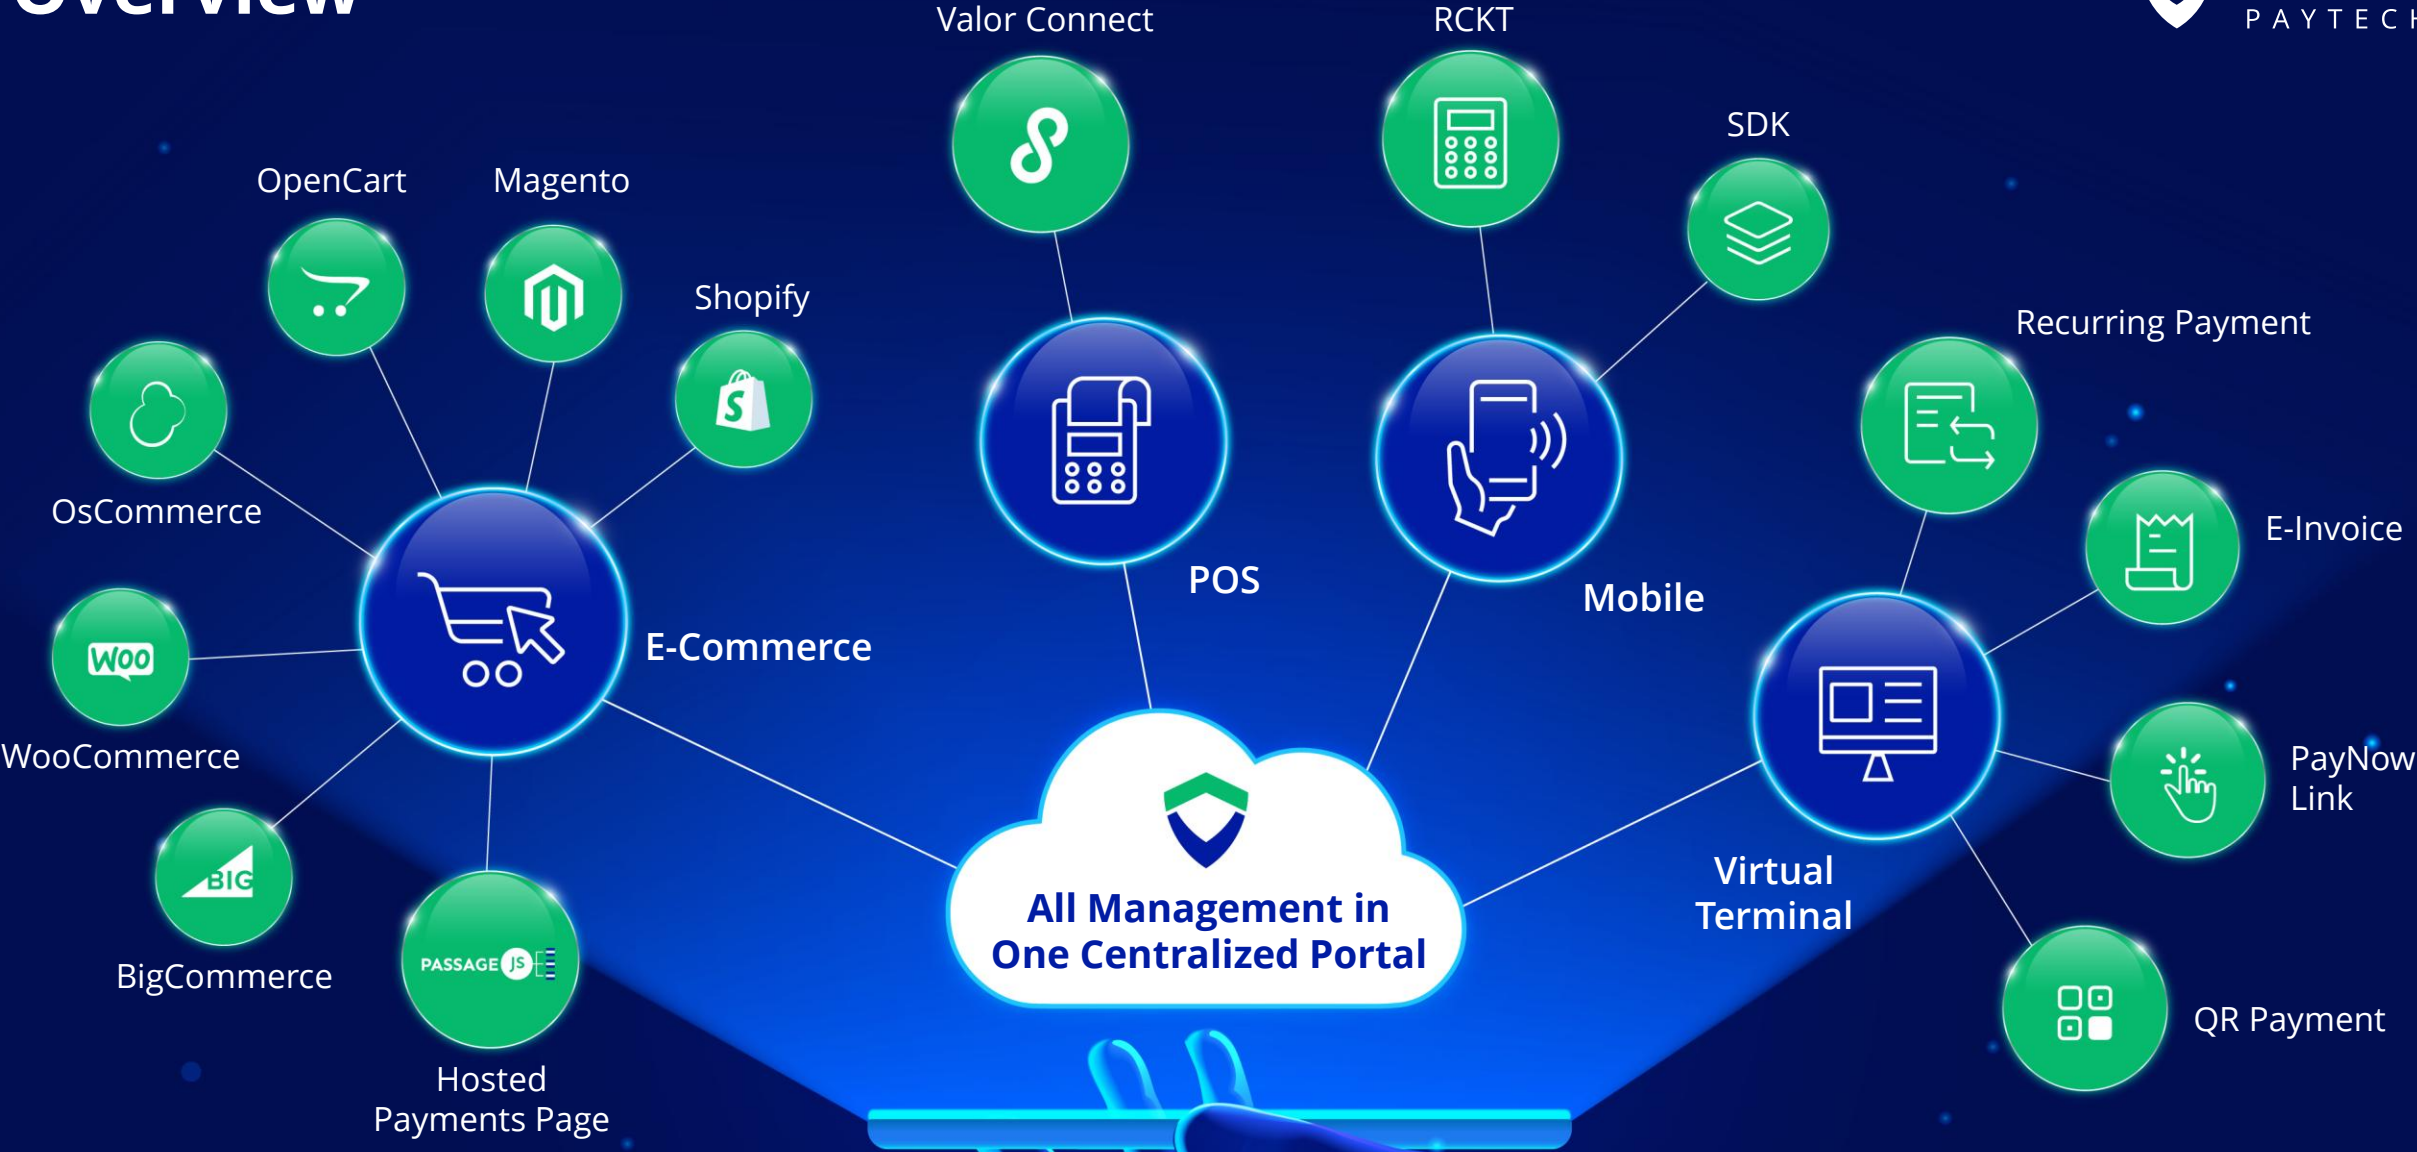 Overview
PAYTECH
Valor Connect
RCKT
SDK
OpenCart
Magento
Shopify
S
Recurring Payment
OsCommerce
E-Invoice
POS
Mobile
E-Commerce
WOO
WooCommerce
PayNow
Link
BIG
BigCommerce
Virtual
Terminal
All Management in
One Centralized Portal
PASSAGE JS
Hosted
Payments Page
QR Payment